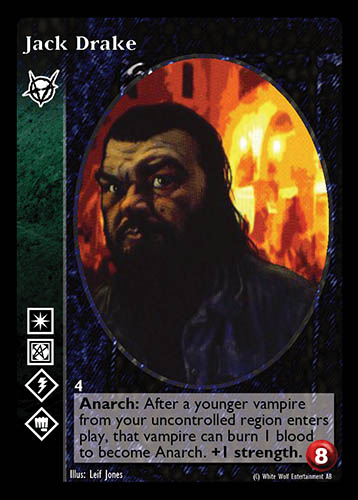 Jack Drake
4
Anarch: After a younger vampire
from your uncontrolled region enters
play, that vampire can burn 1 blood
to become Anarch. +1 strength.
8
Illus: Leif Jones
(C) White Wolf Entertainment AB